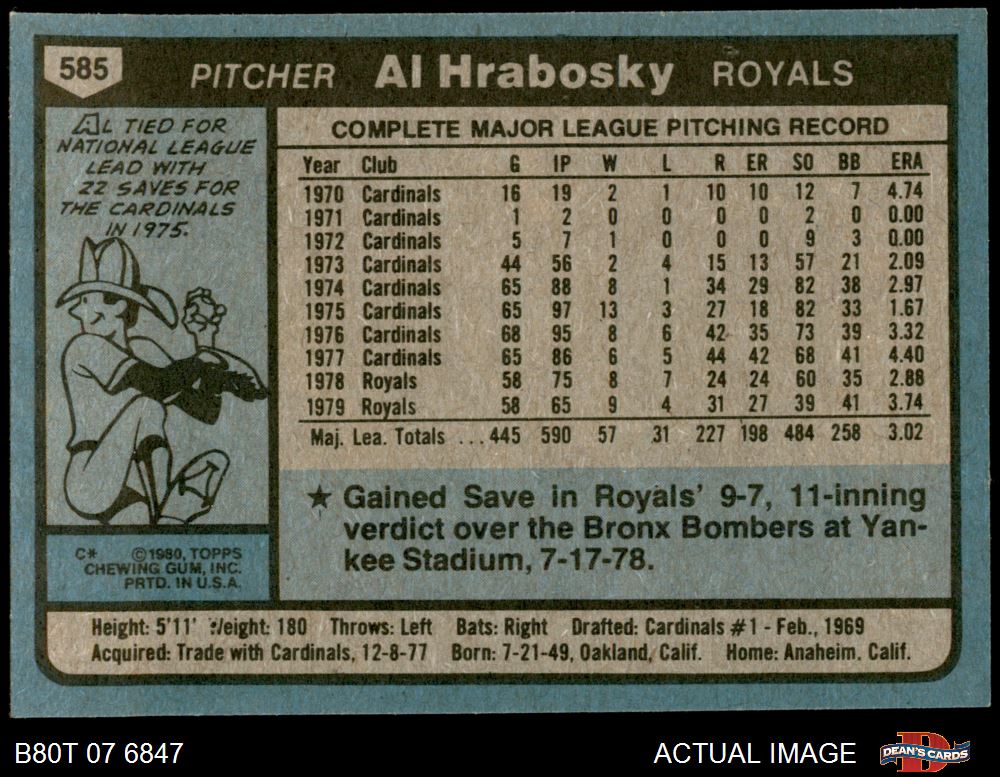 585 PITCHER Al Hrabosky ROYALS
AL TIED FOR
NATIONAL LEAGUE
LEAD WITH
22 SAVES FOR
THE CARDINALS
IN 1975.
COMPLETE MAJOR LEAGUE PITCHING RECORD
Year Club G IP W L R ER SO BB ERA
1970 Cardinals 16 19 2 1 10 10 12 7 4.74
1971 Cardinals 1 2 0 0 0 0 2 0 0.00
1972 Cardinals 5 7 1 0 0 0 9 3 0.00
1973 Cardinals 44 56 2 4 15 13 57 21 2.09
1974 Cardinals 65 88 8 1 34 29 82 38 2.97
1975 Cardinals 65 97 13 3 27 18 82 33 1.67
1976 Cardinals 68 95 8 6 42 35 73 39 3.32
1977 Cardinals 65 86 6 5 44 42 68 41 4.40
1978 Royals 58 75 8 7 24 24 60 35 2.88
1979 Royals 58 65 9 4 31 27 39 41 3.74
Maj. Lea. Totals ... 445 590 57 31 227 198 484 258 3.02
★ Gained Save in Royals' 9-7, 11-inning
verdict over the Bronx Bombers at Yan-
kee Stadium, 7-17-78.
C* ©1980, TOPPS
CHEWING GUM, INC.
PRTD. IN U.S.A.
Height: 5'11' :/eight: 180 Throws: Left Bats: Right Drafted: Cardinals #1 - Feb., 1969
Acquired: Trade with Cardinals, 12-8-77 Born: 7-21-49, Oakland, Calif. Home: Anaheim, Calif.
B80T 07 6847 ACTUAL IMAGE DEAN'S CARDS